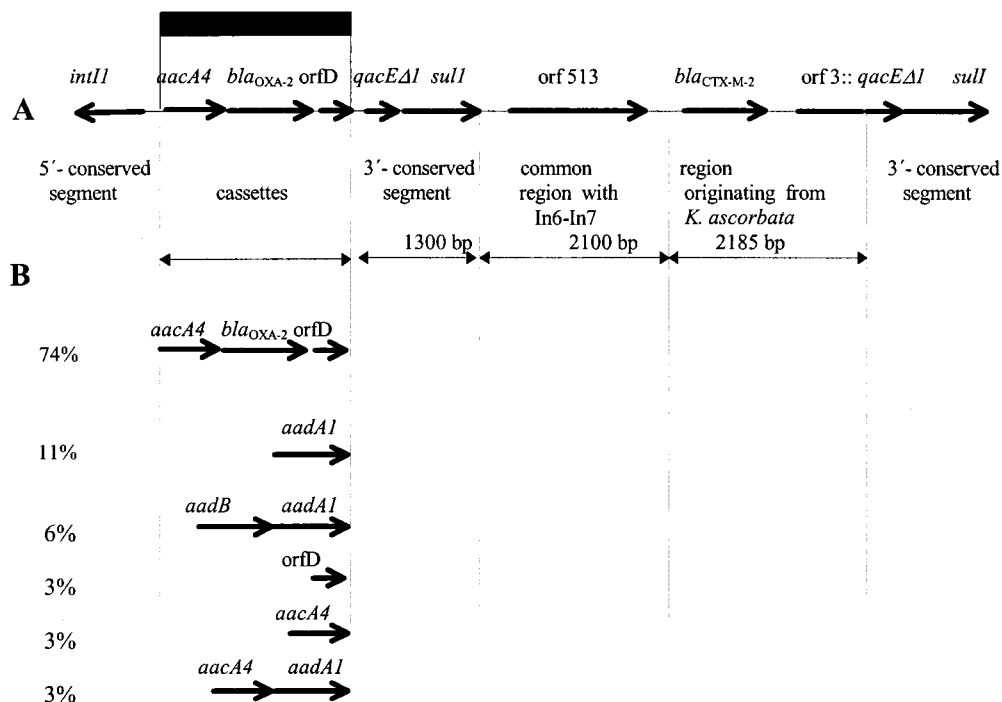 intI1 aacA4 blaOXA-2 orfD qacEΔ1 sul1 orf 513 blaCTX-M-2 orf 3:: qacEΔ1 sulI
A
5´- conserved segment
cassettes
3´- conserved segment
common region with In6-In7
region originating from K. ascorbata
3´- conserved segment
1300 bp 2100 bp 2185 bp
B
aacA4 blaOXA-2 orfD
74%
aadA1
11%
aadB aadA1
6%
orfD
3%
aacA4
3%
aacA4 aadA1
3%